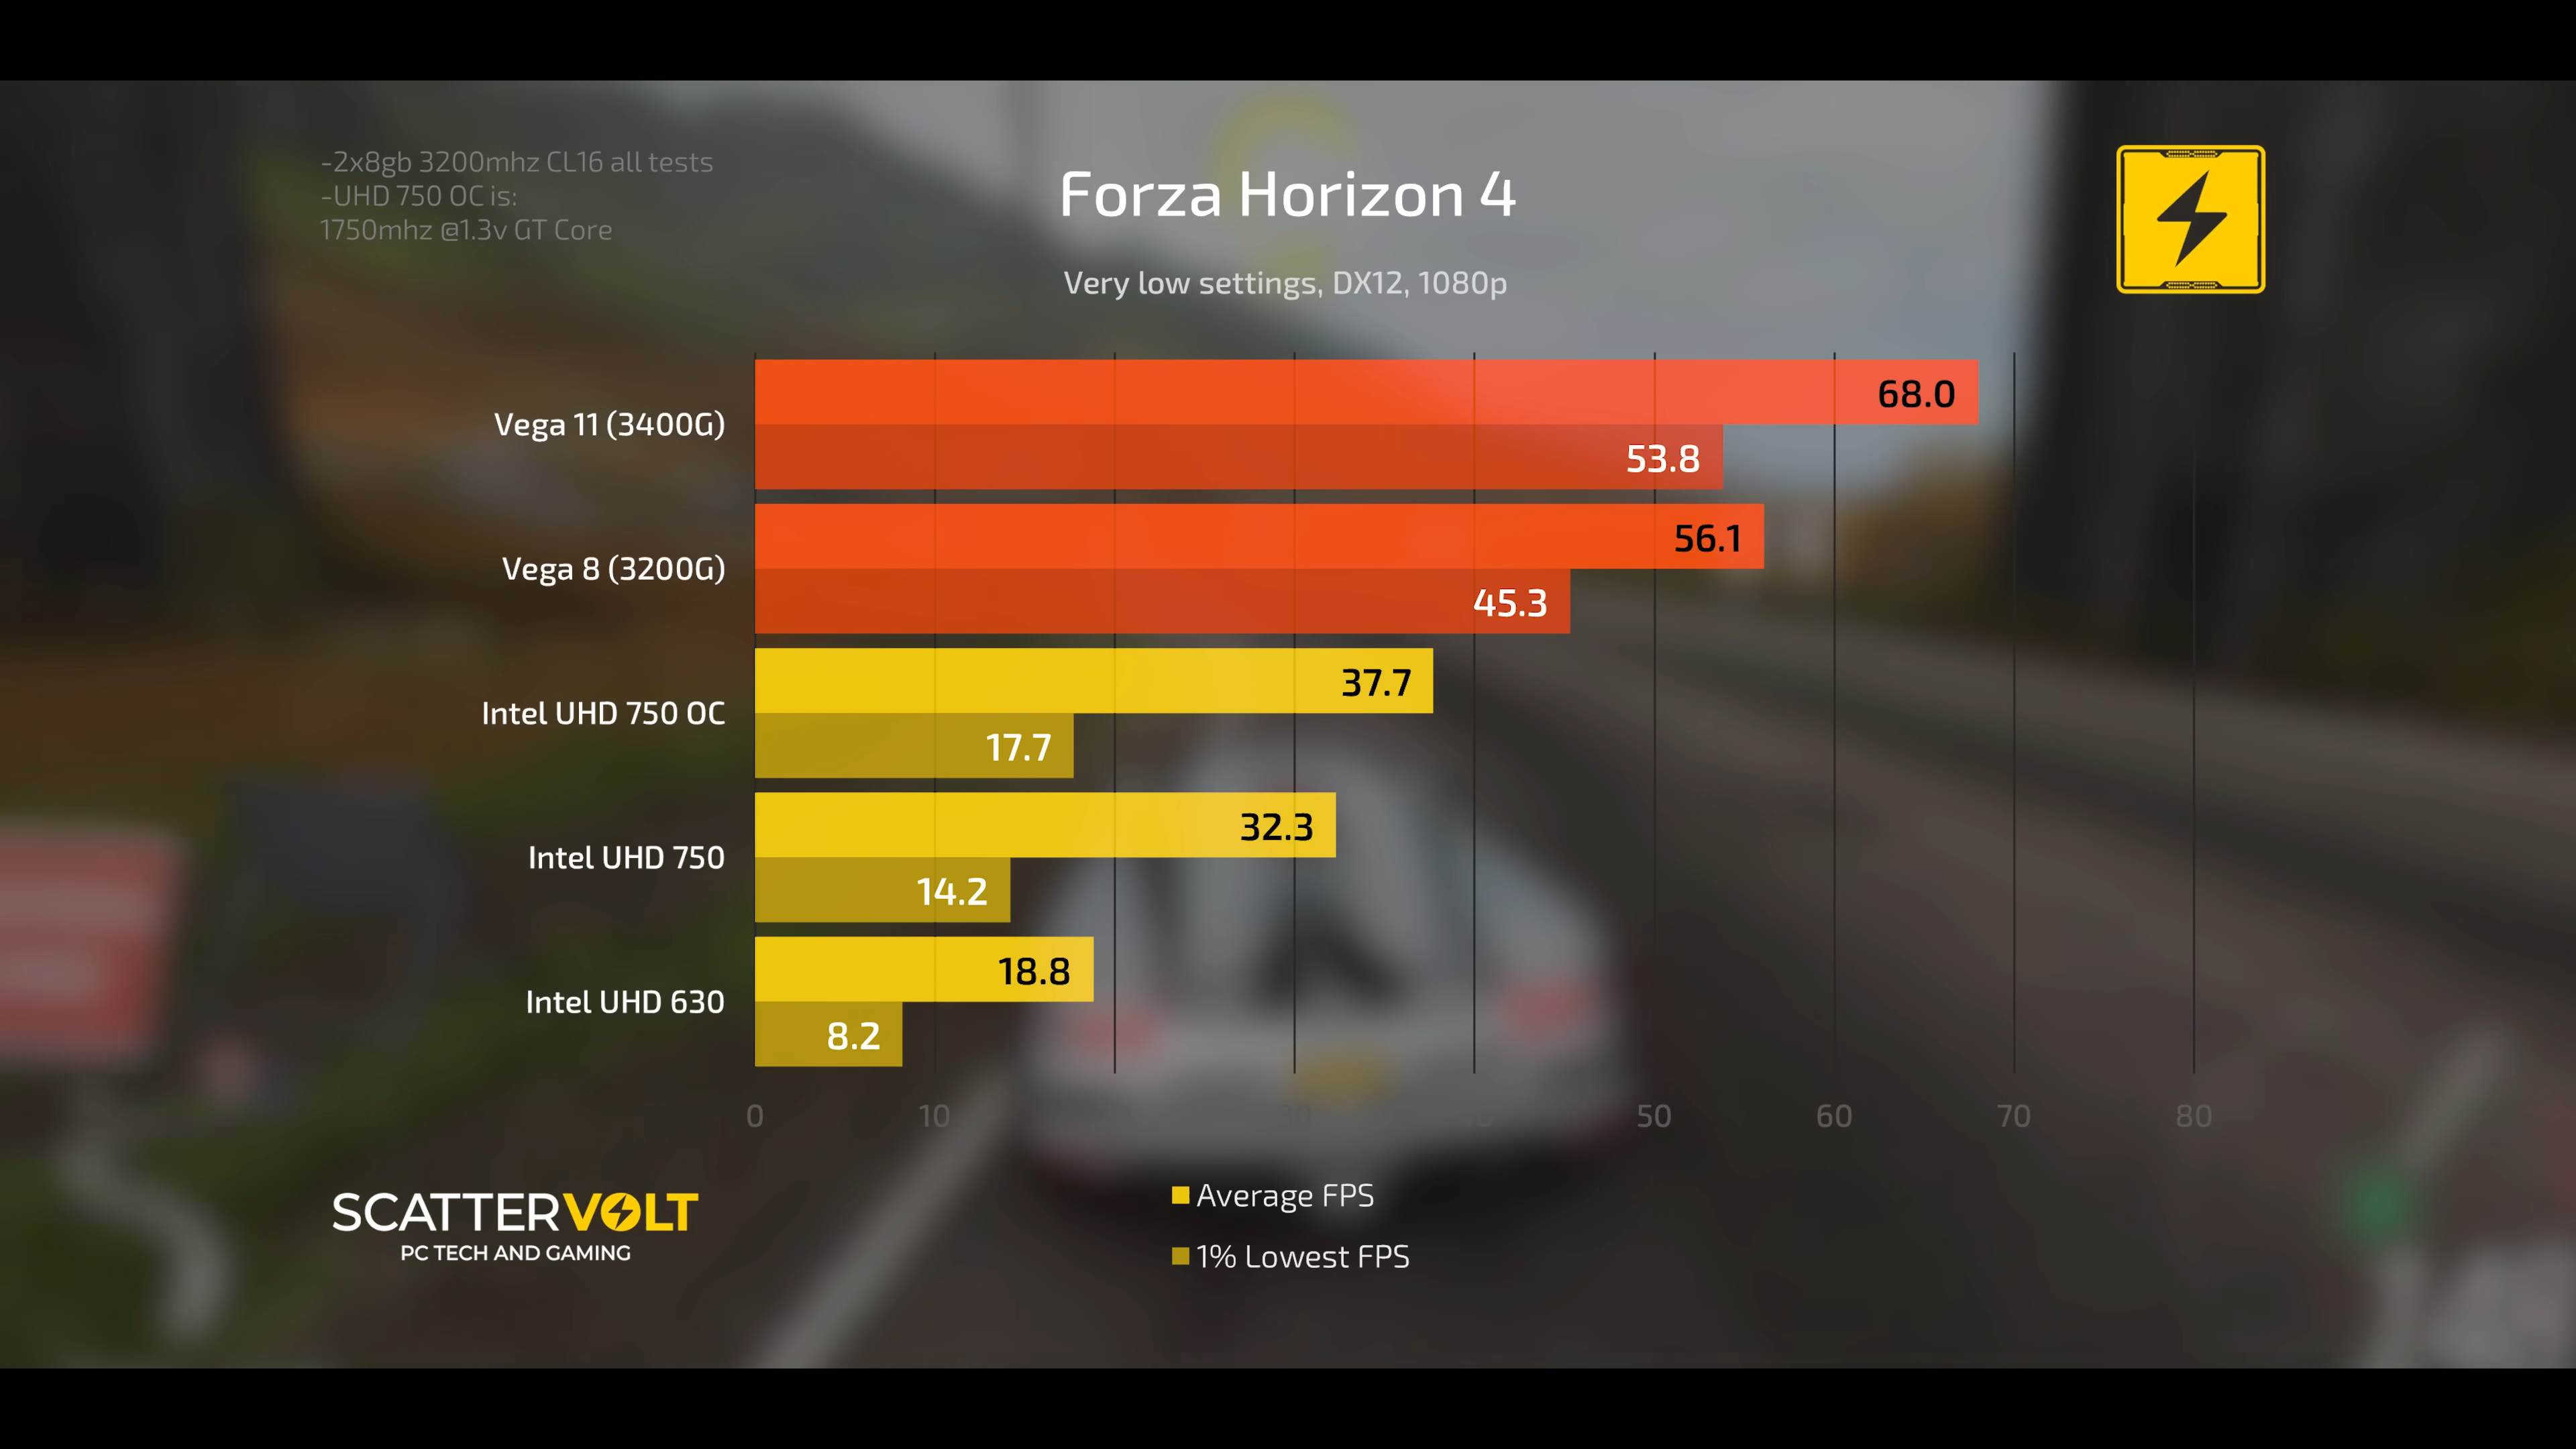 -2x8gb 3200mhz CL16 all tests
-UHD 750 OC is:
1750mhz @1.3v GT Core
Forza Horizon 4
Very low settings, DX12, 1080p
Vega 11 (3400G)
68.0
53.8
Vega 8 (3200G)
56.1
45.3
Intel UHD 750 OC
37.7
17.7
Intel UHD 750
32.3
14.2
Intel UHD 630
18.8
8.2
0 10 30 50 60 70 80
Average FPS
1% Lowest FPS
SCATTERVOLT
PC TECH AND GAMING